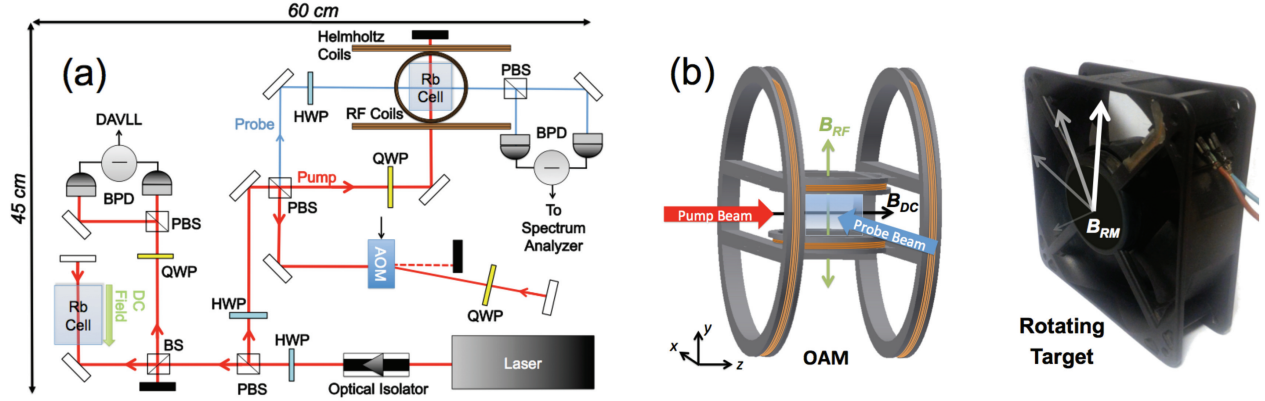 60 cm
45 cm
(a)
Helmholtz
Coils
Rb
Cell
PBS
HWP
RF Coils
Probe
BPD
DAVLL
BPD
PBS
QWP
Pump
PBS
QWP
To
Spectrum
Analyzer
AOM
QWP
DC
Field
Rb
Cell
HWP
HWP
BS
PBS
Optical Isolator
Laser
(b)
B_RF
B_DC
Pump Beam
Probe Beam
y
x
z
OAM
B_RM
Rotating
Target